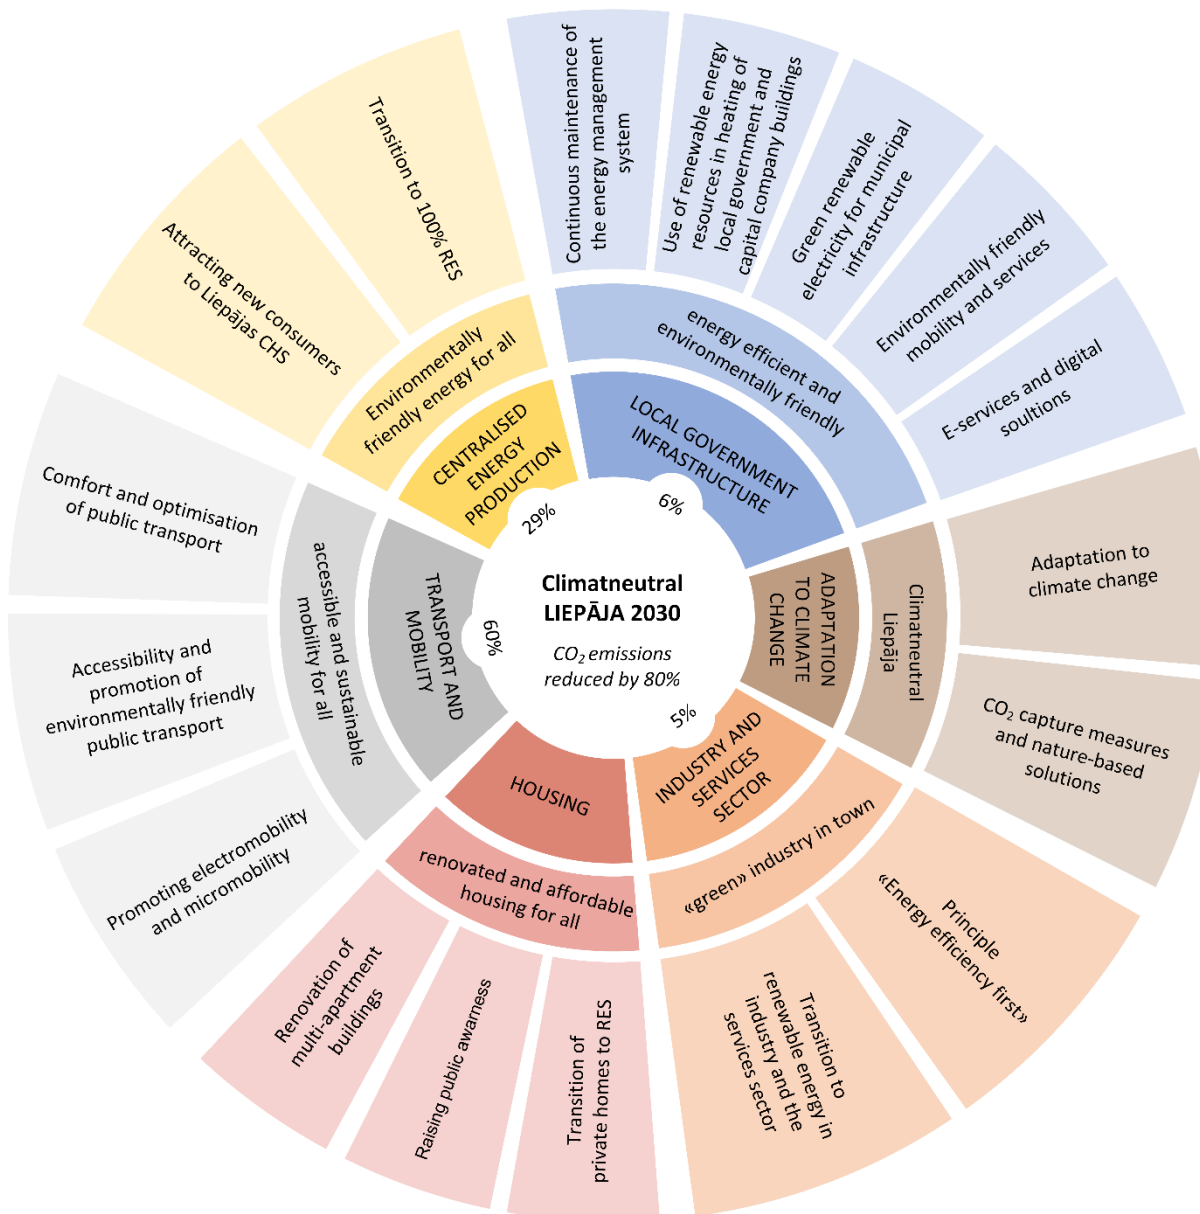 Climatneutral
LIEPĀJA 2030
CO₂ emissions
reduced by 80%
6%
5%
60%
29%
LOCAL GOVERNMENT
INFRASTRUCTURE
energy efficient and
environmentally friendly
Continuous maintenance of
the energy management
system
Use of renewable energy
resources in heating of
local government and
capital company buildings
Green renewable
electricity for municipal
infrastructure
Environmentally friendly
mobility and services
E-services and digital
soultions
ADAPTATION
TO CLIMATE
CHANGE
Climatneutral
Liepāja
Adaptation to
climate change
CO₂ capture measures
and nature-based
solutions
INDUSTRY AND
SERVICES
SECTOR
«green» industry in town
Principle
«Energy efficiency first»
Transition to
renewable energy in
industry and the
services sector
HOUSING
renovated and affordable
housing for all
Transition of
private homes to RES
Raising public awarness
Renovation of
multi-apartment
buildings
TRANSPORT AND
MOBILITY
accessible and sustainable
mobility for all
Promoting electromobility
and micromobility
Accessibility and
promotion of
environmentally friendly
public transport
Comfort and optimisation
of public transport
CENTRALISED
ENERGY
PRODUCTION
Environmentally
friendly energy for all
Attracting new consumers
to Liepājas CHS
Transition to 100% RES